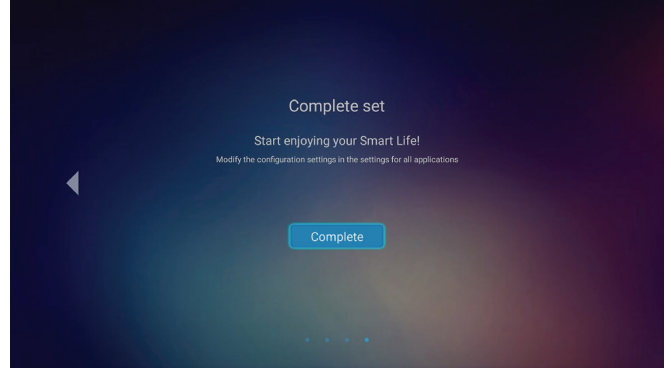 Complete set
Start enjoying your Smart Life!
Modify the configuration settings in the settings for all applications
Complete